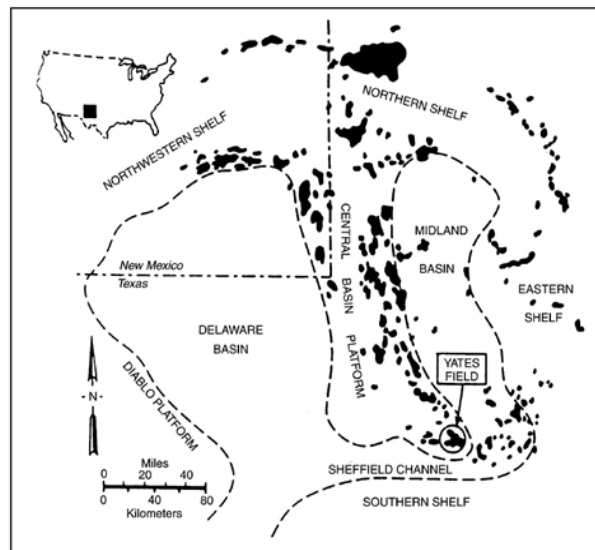 NORTHERN SHELF
NORTHWESTERN SHELF
CENTRAL
BASIN
PLATFORM
MIDLAND
BASIN
New Mexico
Texas
EASTERN
SHELF
DELAWARE
BASIN
YATES
FIELD
DIABLO PLATFORM
-N-
Miles
0 40 80
0 40 80
Kilometers
SHEFFIELD CHANNEL
SOUTHERN SHELF